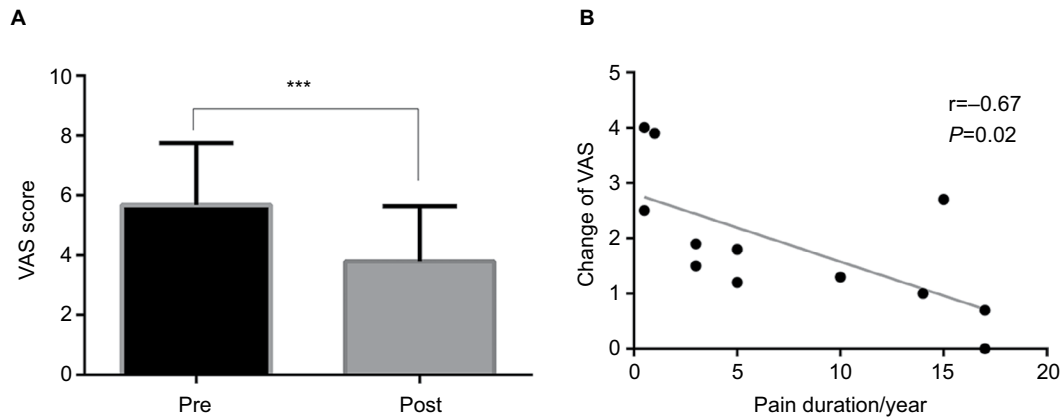 A
VAS score
10
8
6
4
2
0
***
Pre
Post
B
Change of VAS
5
4
3
2
1
0
r=–0.67
P=0.02
0
5
10
15
20
Pain duration/year